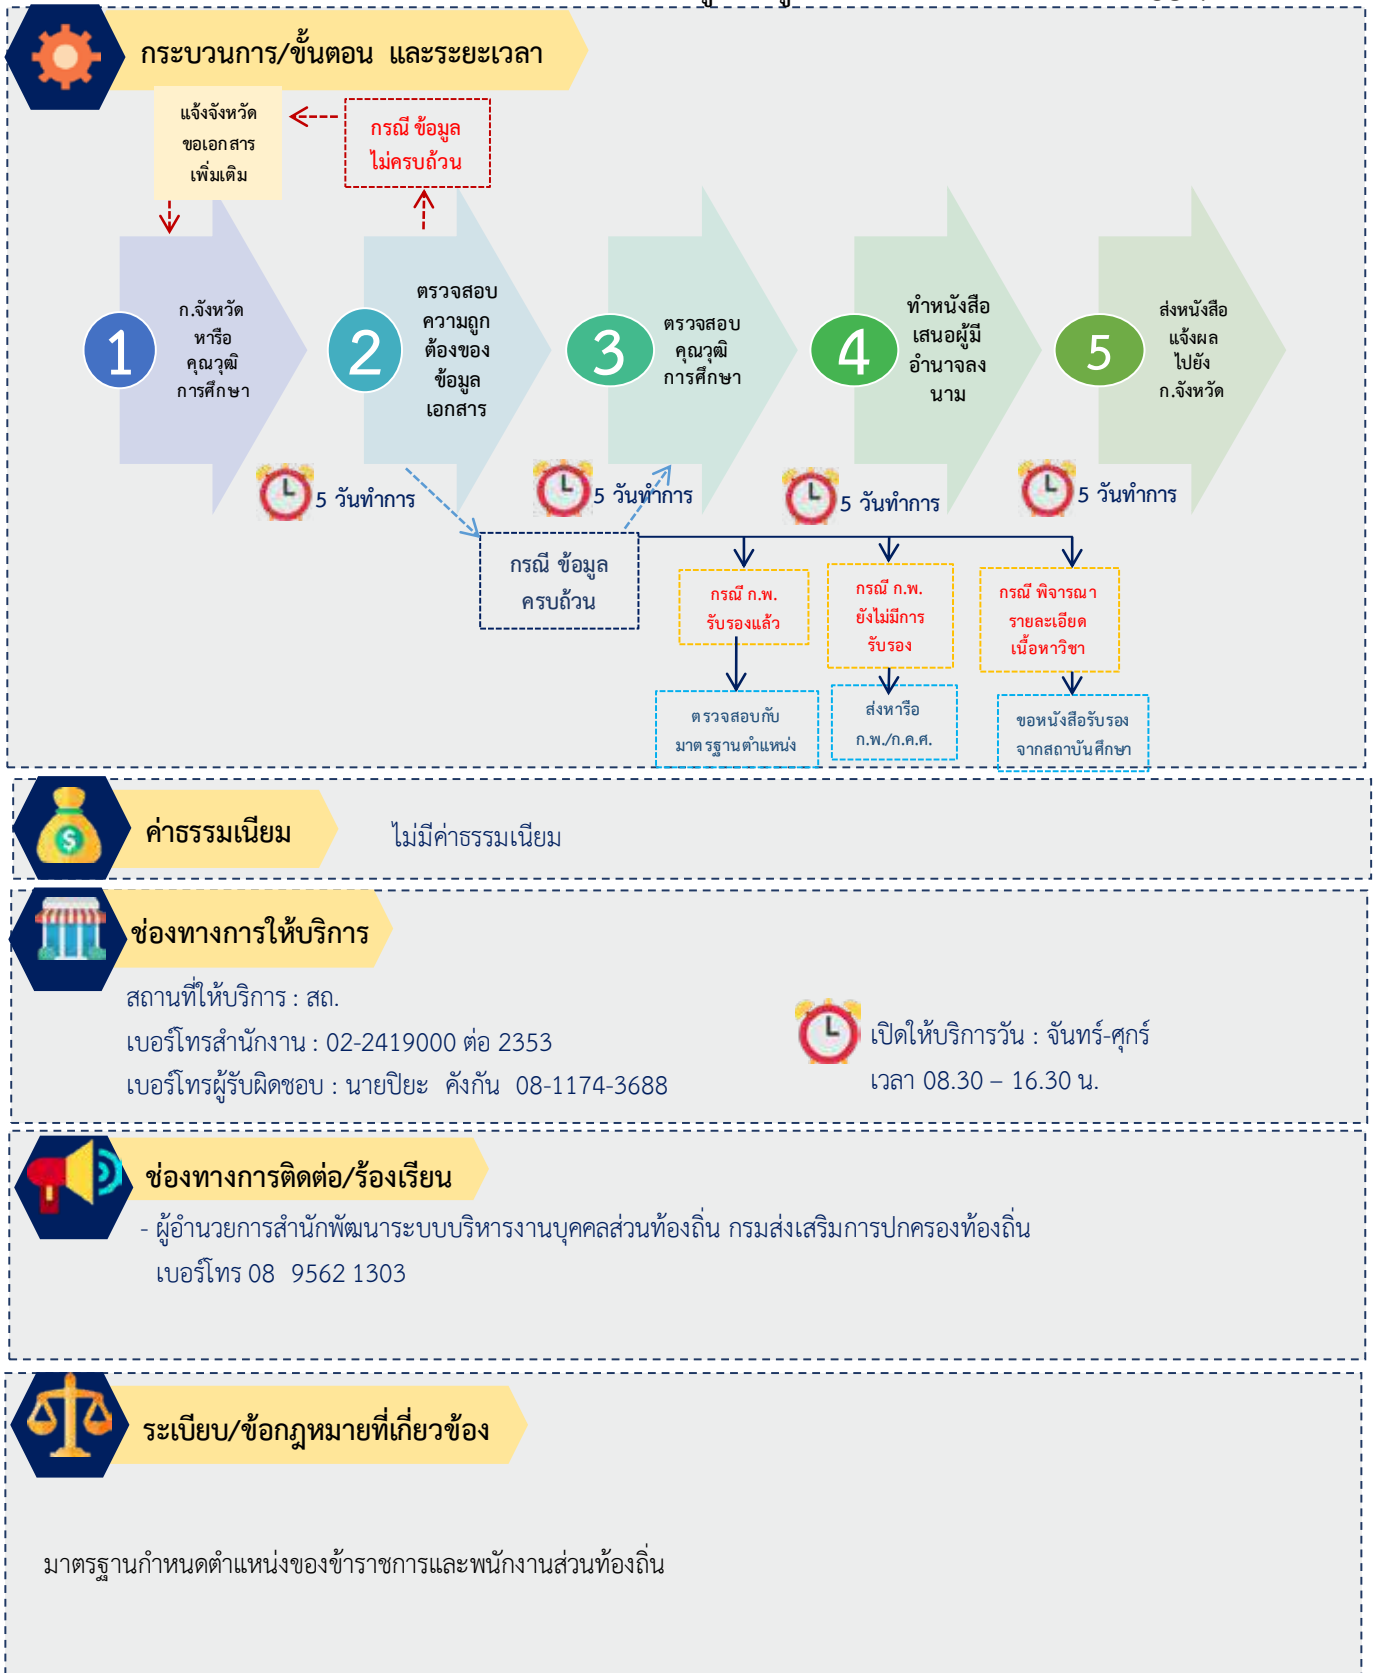 กระบวนการ/ขั้นตอน และระยะเวลา
แจ้งจังหวัด
ขอเอกสาร
เพิ่มเติม
กรณี ข้อมูล
ไม่ครบถ้วน
1
ก.จังหวัด
หารือ
คุณวุฒิ
การศึกษา
2
ตรวจสอบ
ความถูก
ต้องของ
ข้อมูล
เอกสาร
3
ตรวจสอบ
คุณวุฒิ
การศึกษา
4
ทำหนังสือ
เสนอผู้มี
อำนาจลง
นาม
5
ส่งหนังสือ
แจ้งผล
ไปยัง
ก.จังหวัด
5 วันทำการ
5 วันทำการ
5 วันทำการ
5 วันทำการ
กรณี ข้อมูล
ครบถ้วน
กรณี ก.พ.
รับรองแล้ว
กรณี ก.พ.
ยังไม่มีการ
รับรอง
กรณี พิจารณา
รายละเอียด
เนื้อหาวิชา
ตรวจสอบกับ
มาตรฐานตำแหน่ง
ส่งหารือ
ก.พ./ก.ค.ศ.
ขอหนังสือรับรอง
จากสถาบันศึกษา
ค่าธรรมเนียม
ไม่มีค่าธรรมเนียม
ช่องทางการให้บริการ
สถานที่ให้บริการ : สถ.
เบอร์โทรสำนักงาน : 02-2419000 ต่อ 2353
เบอร์โทรผู้รับผิดชอบ : นายปิยะ คังกัน 08-1174-3688
เปิดให้บริการวัน : จันทร์-ศุกร์
เวลา 08.30 – 16.30 น.
ช่องทางการติดต่อ/ร้องเรียน
- ผู้อำนวยการสำนักพัฒนาระบบบริหารงานบุคคลส่วนท้องถิ่น กรมส่งเสริมการปกครองท้องถิ่น
เบอร์โทร 08 9562 1303
ระเบียบ/ข้อกฎหมายที่เกี่ยวข้อง
มาตรฐานกำหนดตำแหน่งของข้าราชการและพนักงานส่วนท้องถิ่น